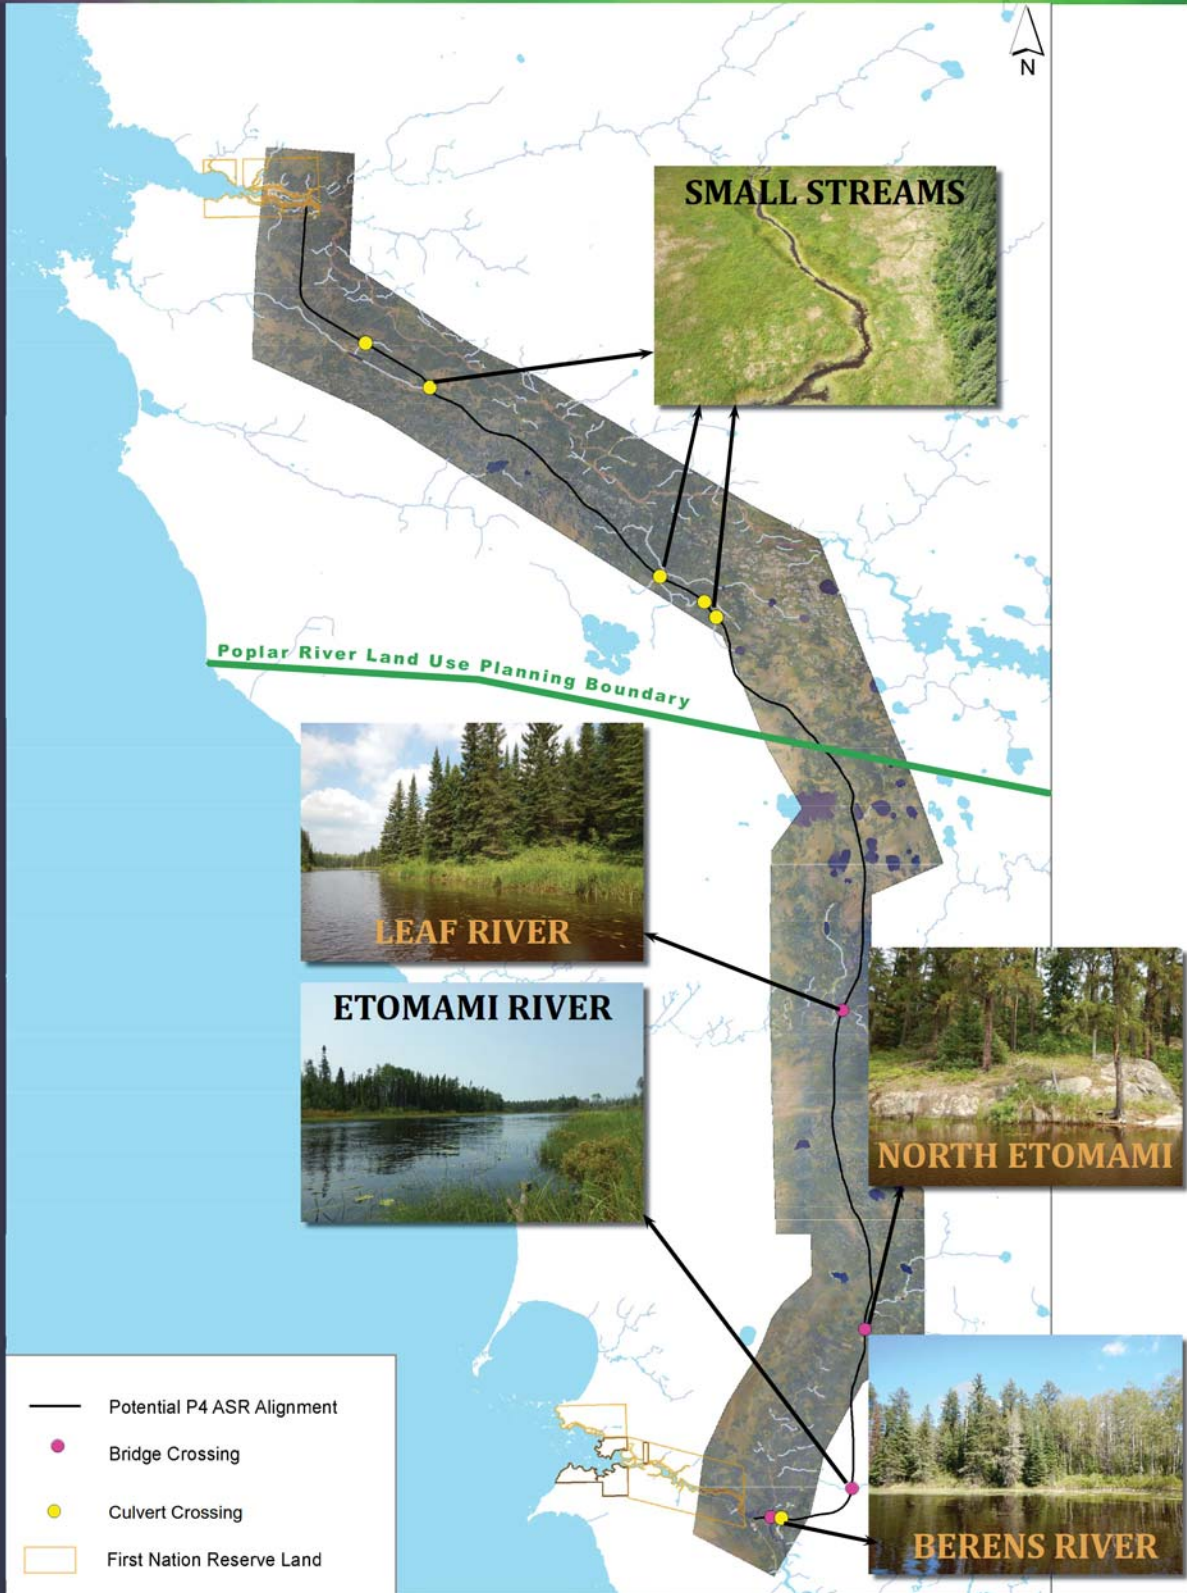 N
SMALL STREAMS
Poplar River Land Use Planning Boundary
LEAF RIVER
ETOMAMI RIVER
NORTH ETOMAMI
BERENS RIVER
Potential P4 ASR Alignment
Bridge Crossing
Culvert Crossing
First Nation Reserve Land